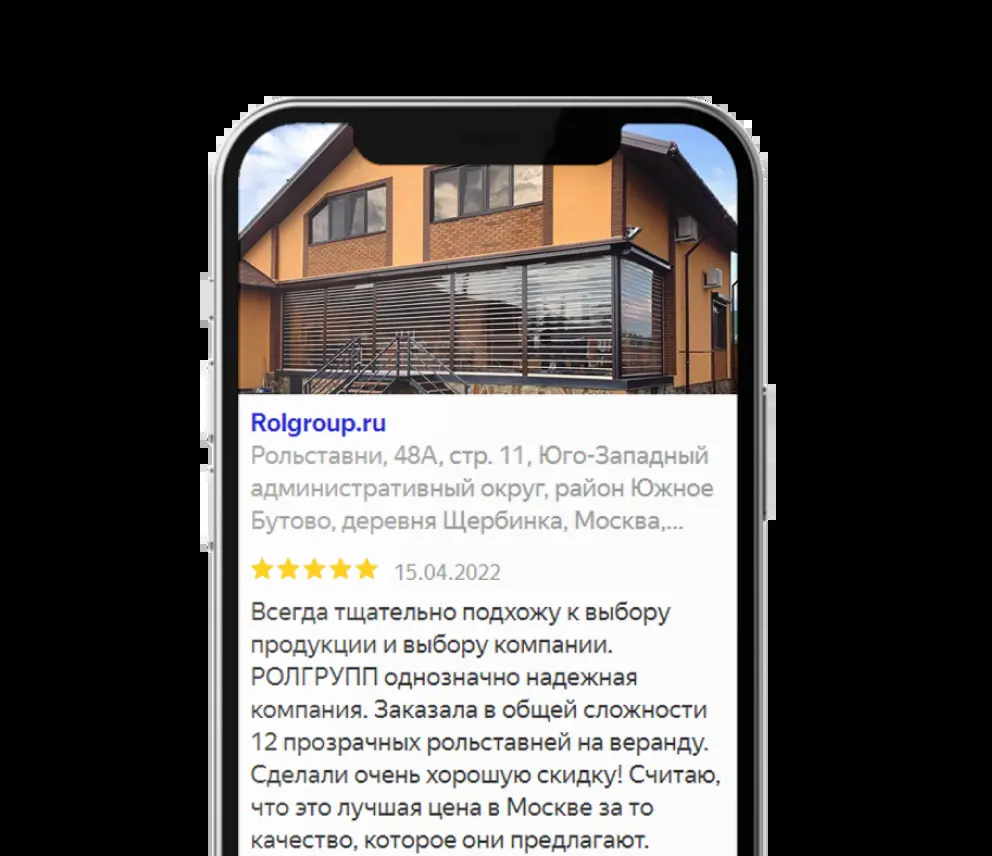 Rolgroup.ru
Рольставни, 48А, стр. 11, Юго-Западный
административный округ, район Южное
Бутово, деревня Щербинка, Москва,...
15.04.2022
Всегда тщательно подхожу к выбору
продукции и выбору компании.
РОЛГРУПП однозначно надежная
компания. Заказала в общей сложности
12 прозрачных рольставней на веранду.
Сделали очень хорошую скидку! Считаю,
что это лучшая цена в Москве за то
качество, которое они предлагают.